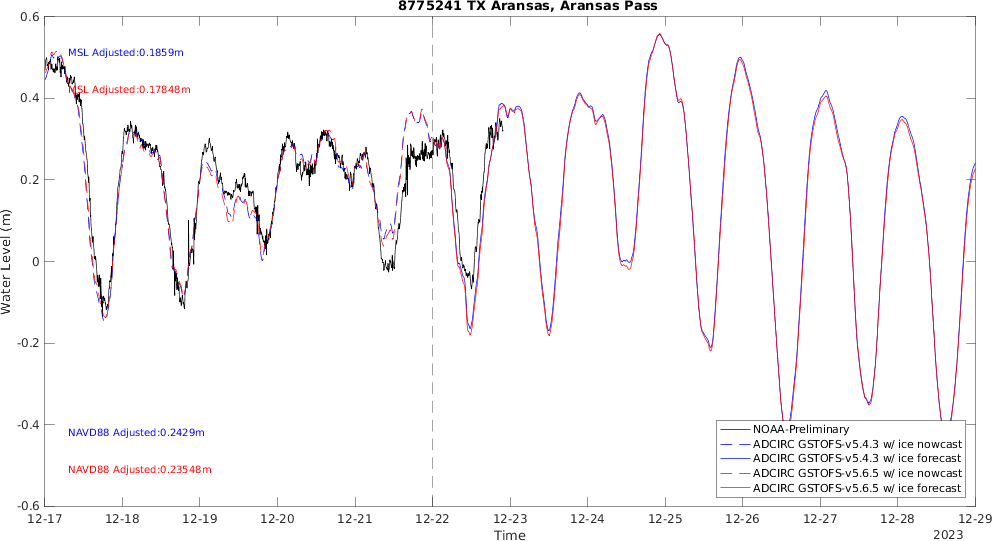 8775241 TX Aransas, Aransas Pass
0.6
0.4
0.2
0
-0.2
-0.4
-0.6
Water Level (m)
MSL Adjusted:0.1859m
MSL Adjusted:0.17848m
NAVD88 Adjusted:0.2429m
NAVD88 Adjusted:0.23548m
NOAA-Preliminary
ADCIRC GSTOFS-v5.4.3 w/ ice nowcast
ADCIRC GSTOFS-v5.4.3 w/ ice forecast
ADCIRC GSTOFS-v5.6.5 w/ ice nowcast
ADCIRC GSTOFS-v5.6.5 w/ ice forecast
12-17 12-18 12-19 12-20 12-21 12-22 12-23 12-24 12-25 12-26 12-27 12-28 12-29
Time
2023